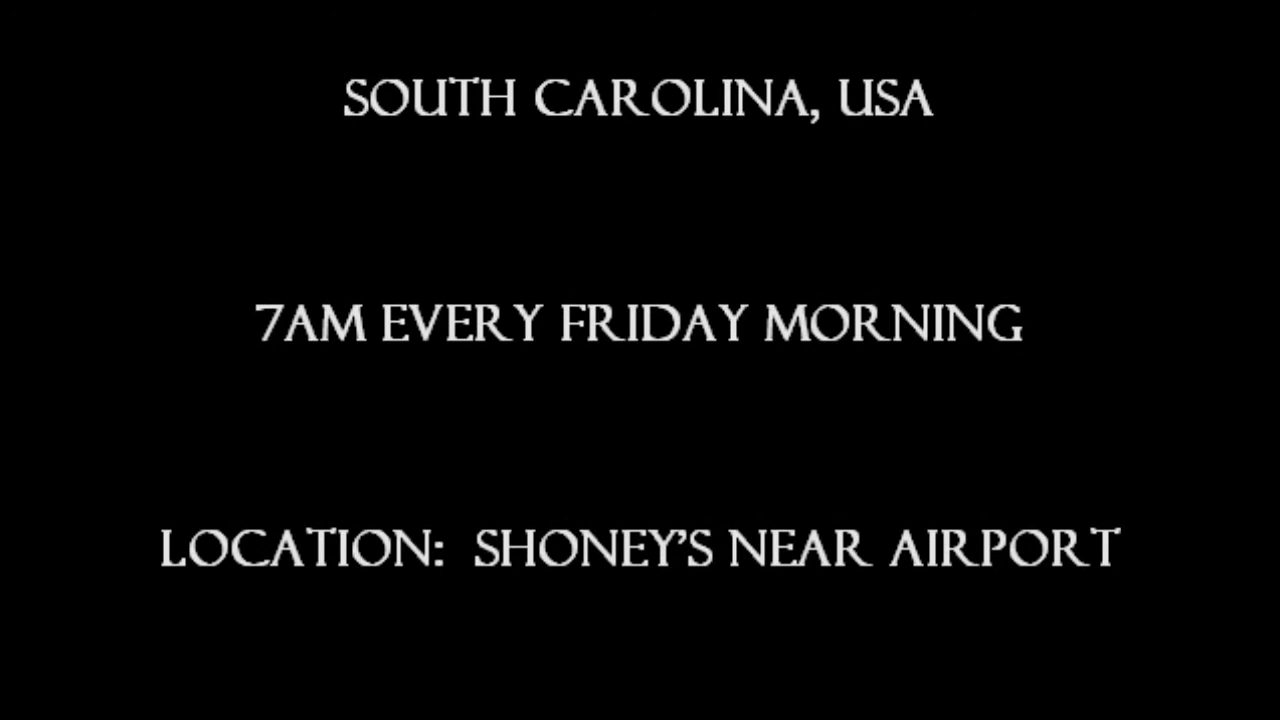 SOUTH CAROLINA, USA
7AM EVERY FRIDAY MORNING
LOCATION:  SHONEY'S NEAR AIRPORT